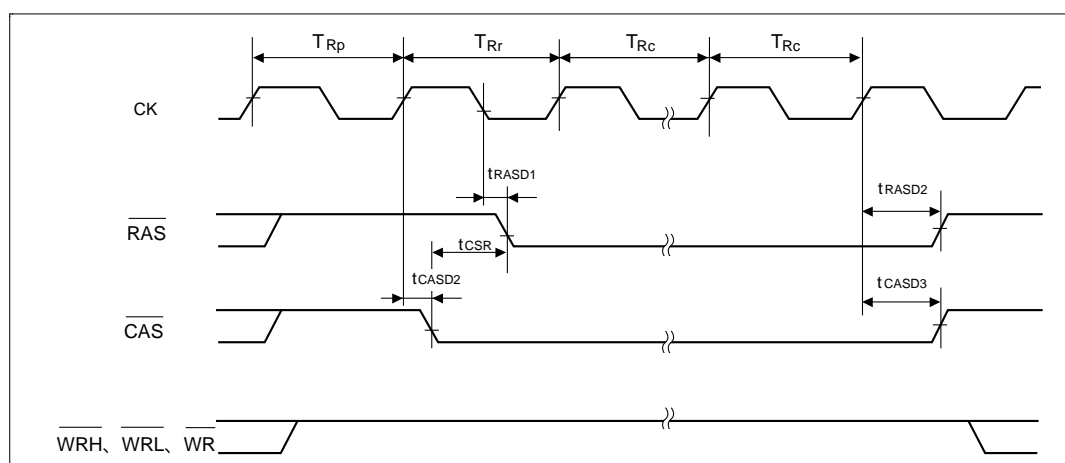 TRp TRr TRc TRc
CK
tRASD1 tRASD2
RAS
tCSR
tCASD2 tCASD3
CAS
WRH、WRL、WR